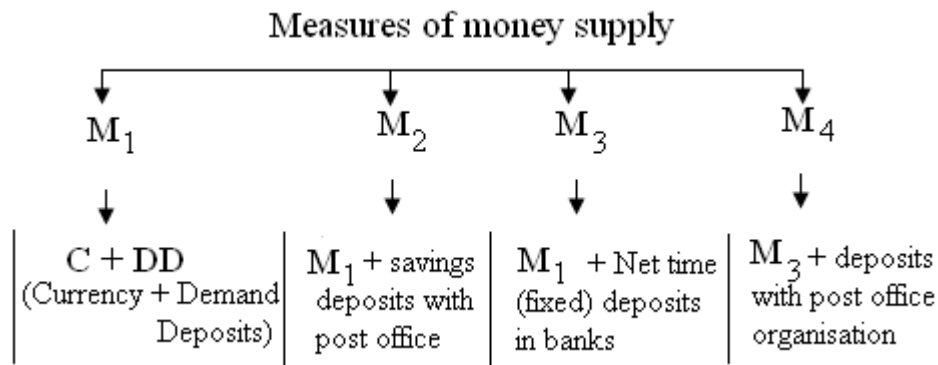 Measures of money supply
M1
M2
M3
M4
C + DD
(Currency + Demand
Deposits)
M1 + savings
deposits with
post office
M1 + Net time
(fixed) deposits
in banks
M3 + deposits
with post office
organisation